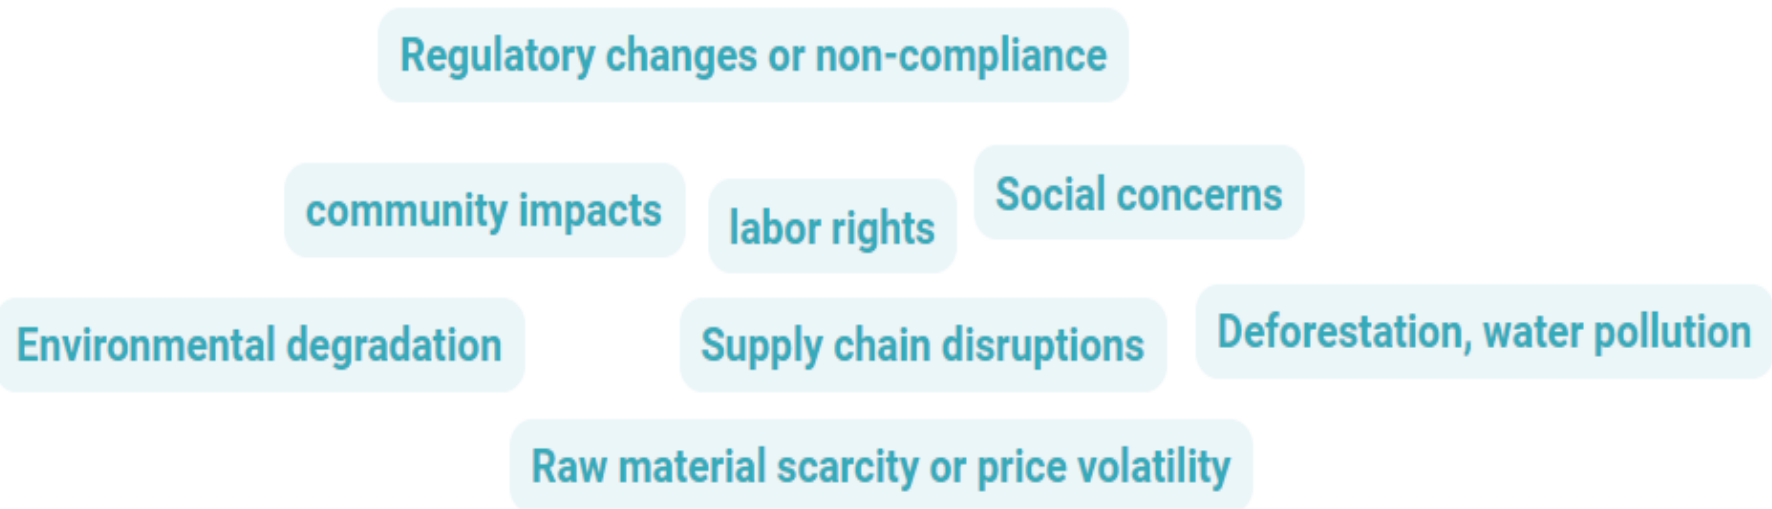 Regulatory changes or non-compliance
community impacts
labor rights
Social concerns
Environmental degradation
Supply chain disruptions
Deforestation, water pollution
Raw material scarcity or price volatility